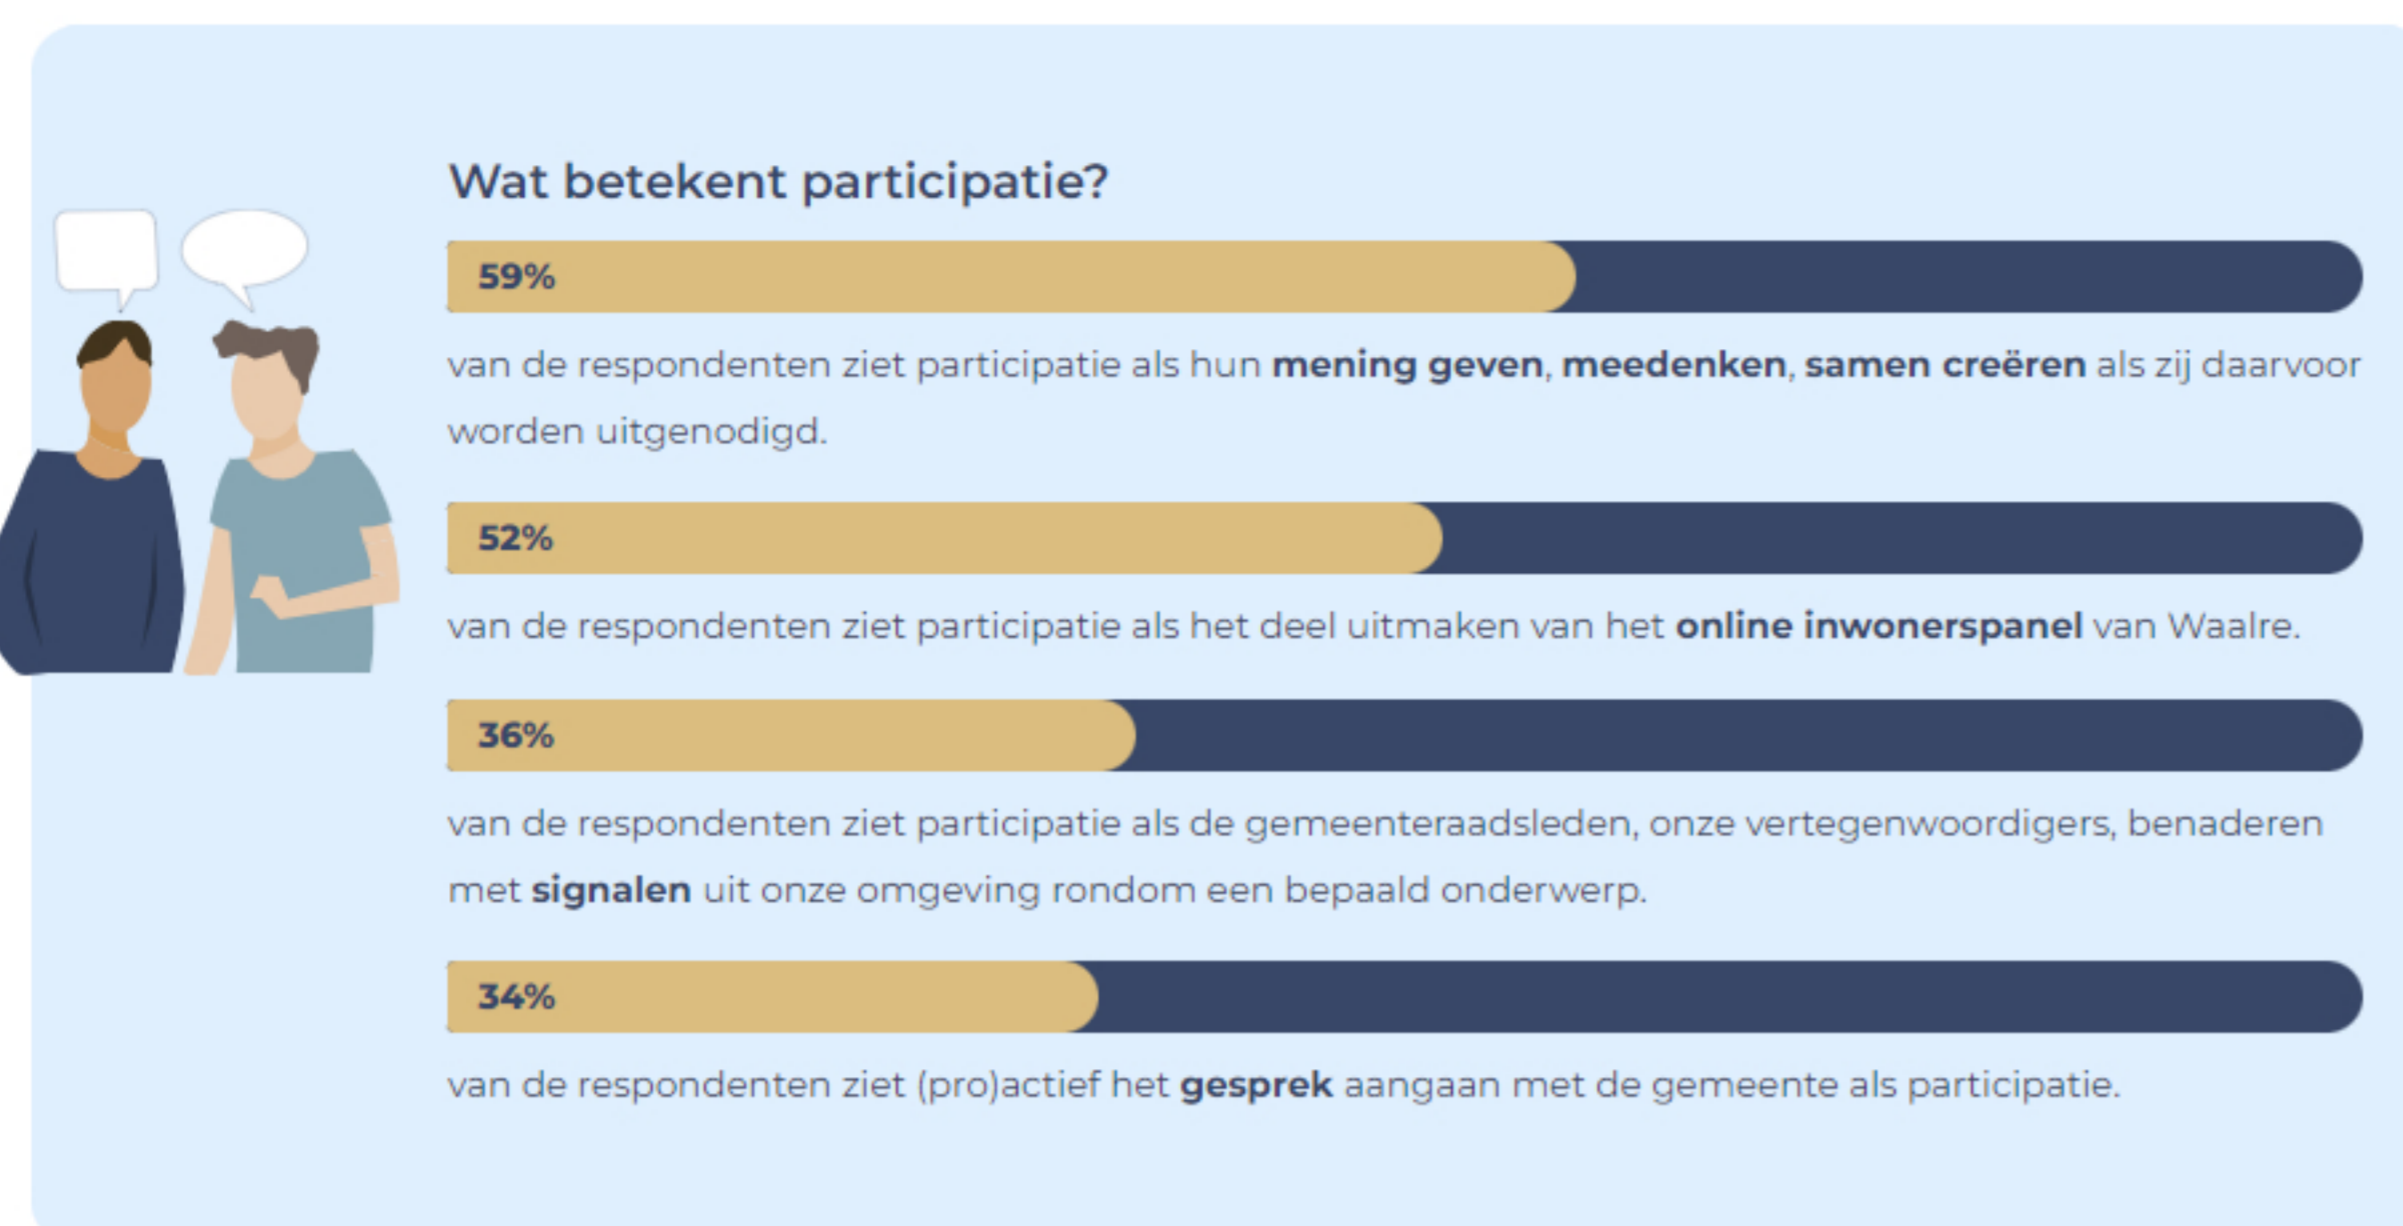 Wat betekent participatie?
59%
van de respondenten ziet participatie als hun mening geven, meedenken, samen creëren als zij daarvoor
worden uitgenodigd.
52%
van de respondenten ziet participatie als het deel uitmaken van het online inwonerspanel van Waalre.
36%
van de respondenten ziet participatie als de gemeenteraadsleden, onze vertegenwoordigers, benaderen
met signalen uit onze omgeving rondom een bepaald onderwerp.
34%
van de respondenten ziet (pro)actief het gesprek aangaan met de gemeente als participatie.